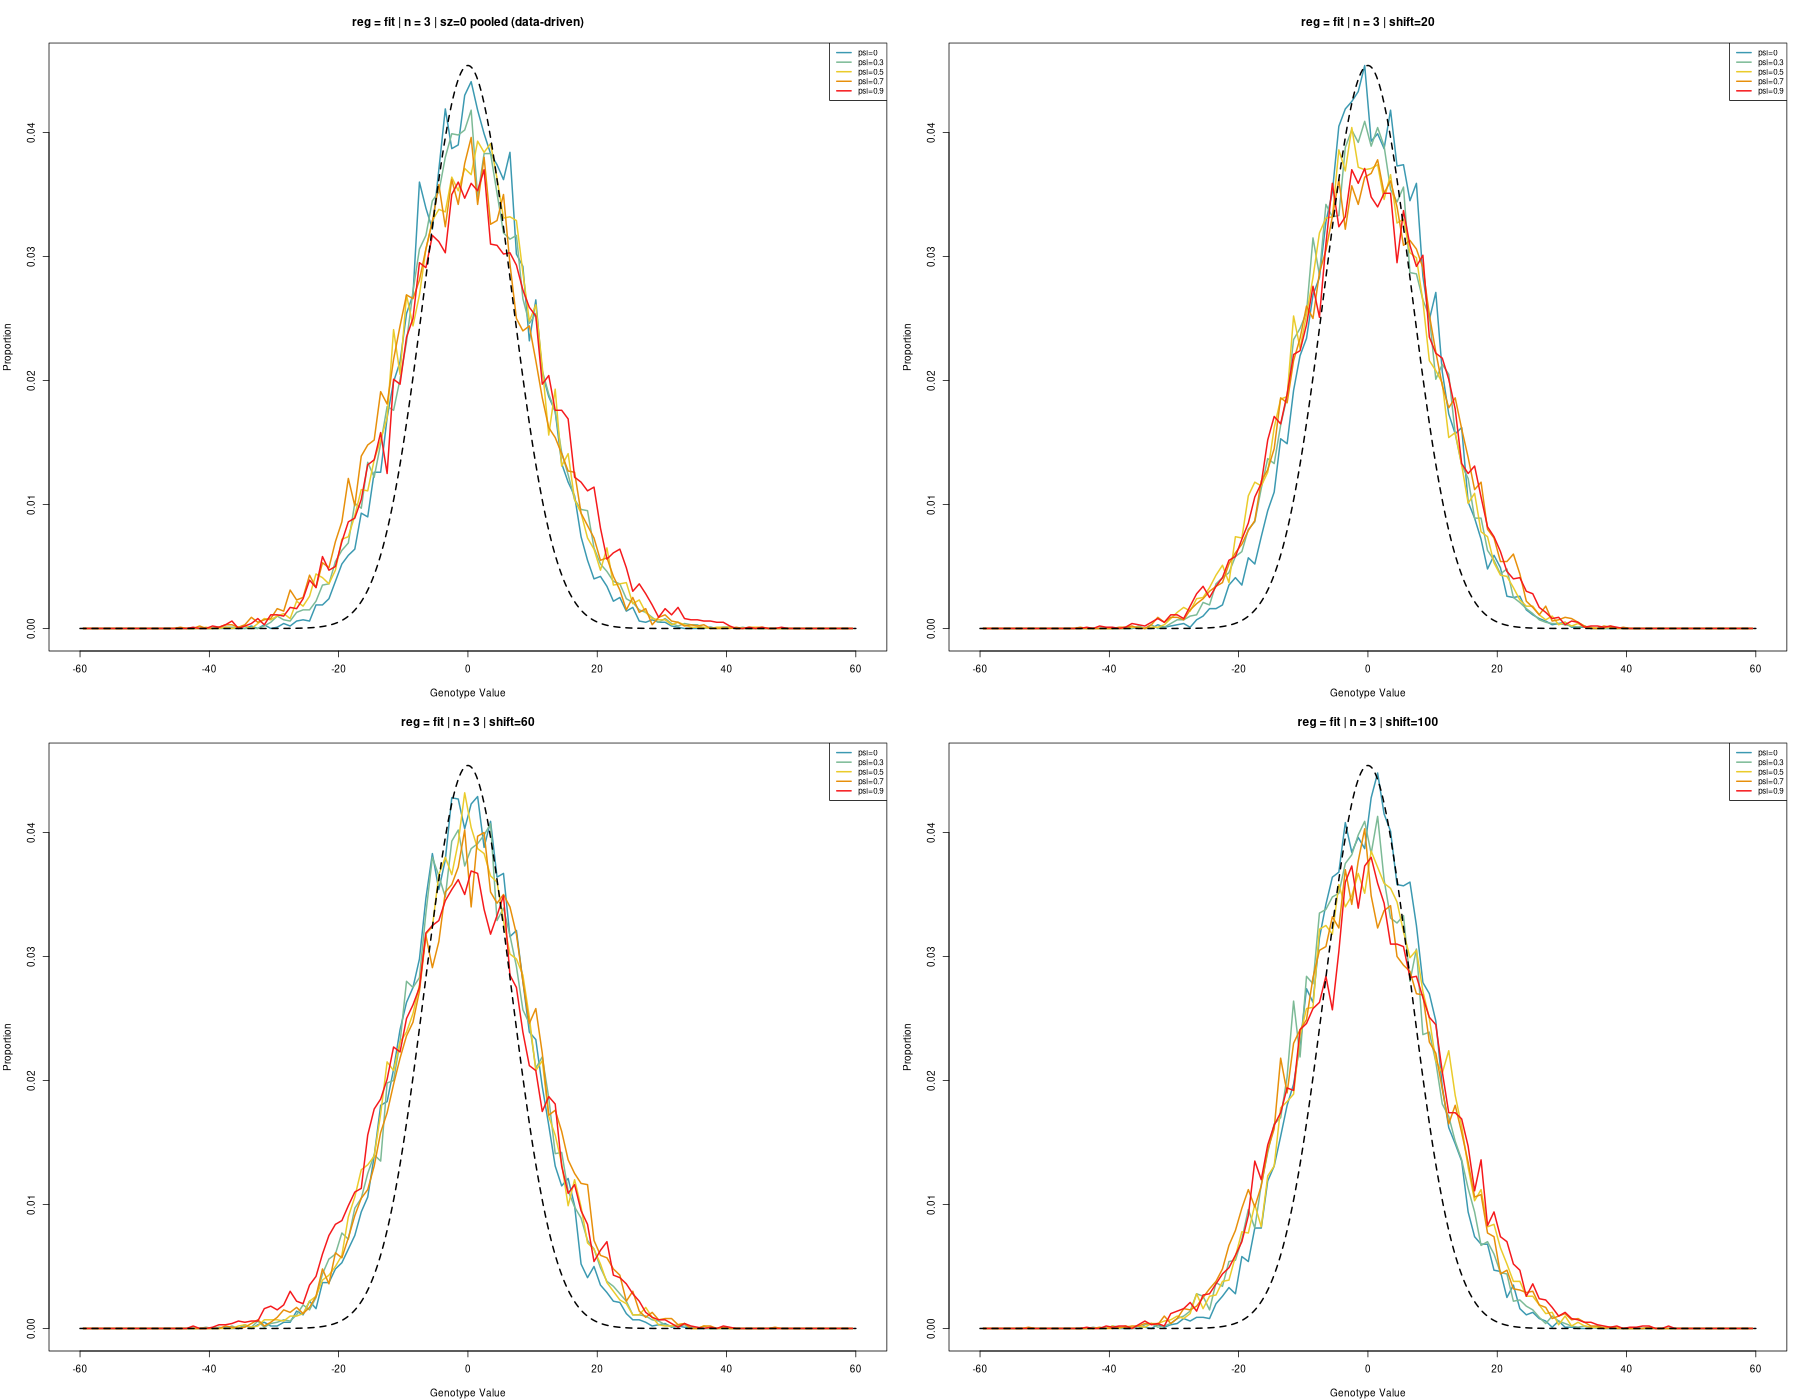 reg = fit | n = 3 | sz=0 pooled (data-driven)
psi=0
psi=0.3
psi=0.5
psi=0.7
psi=0.9
Proportion
0.04
0.03
0.02
0.01
0.00
-60 -40 -20 0 20 40 60
Genotype Value
reg = fit | n = 3 | shift=20
psi=0
psi=0.3
psi=0.5
psi=0.7
psi=0.9
Proportion
0.04
0.03
0.02
0.01
0.00
-60 -40 -20 0 20 40 60
Genotype Value
reg = fit | n = 3 | shift=60
psi=0
psi=0.3
psi=0.5
psi=0.7
psi=0.9
Proportion
0.04
0.03
0.02
0.01
0.00
-60 -40 -20 0 20 40 60
Genotype Value
reg = fit | n = 3 | shift=100
psi=0
psi=0.3
psi=0.5
psi=0.7
psi=0.9
Proportion
0.04
0.03
0.02
0.01
0.00
-60 -40 -20 0 20 40 60
Genotype Value